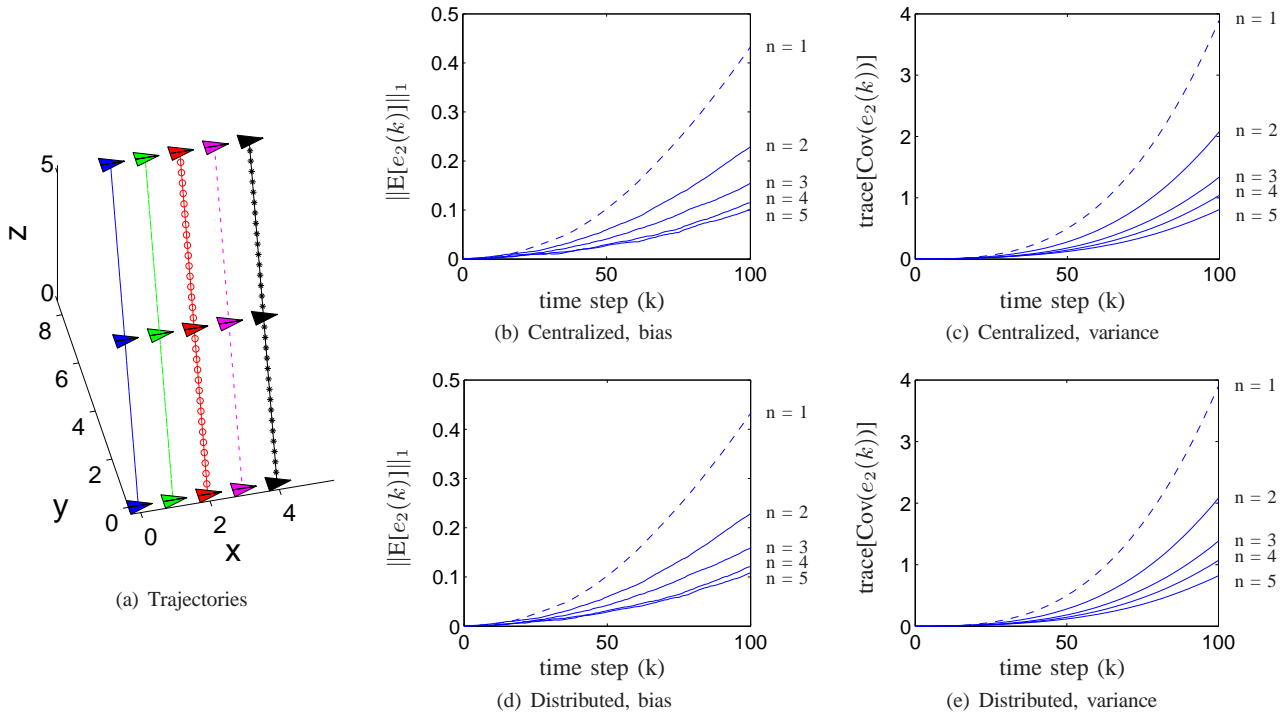 5
z
0
8
6
4
2
0
y
0
2
4
x
(a) Trajectories
0.5
0.4
0.3
0.2
0.1
0
||E[e₂(k)]||₁
0
50
100
time step (k)
n = 1
n = 2
n = 3
n = 4
n = 5
(b) Centralized, bias
4
3
2
1
0
trace[Cov(e₂(k))]
0
50
100
time step (k)
n = 1
n = 2
n = 3
n = 4
n = 5
(c) Centralized, variance
0.5
0.4
0.3
0.2
0.1
0
||E[e₂(k)]||₁
0
50
100
time step (k)
n = 1
n = 2
n = 3
n = 4
n = 5
(d) Distributed, bias
4
3
2
1
0
trace[Cov(e₂(k))]
0
50
100
time step (k)
n = 1
n = 2
n = 3
n = 4
n = 5
(e) Distributed, variance